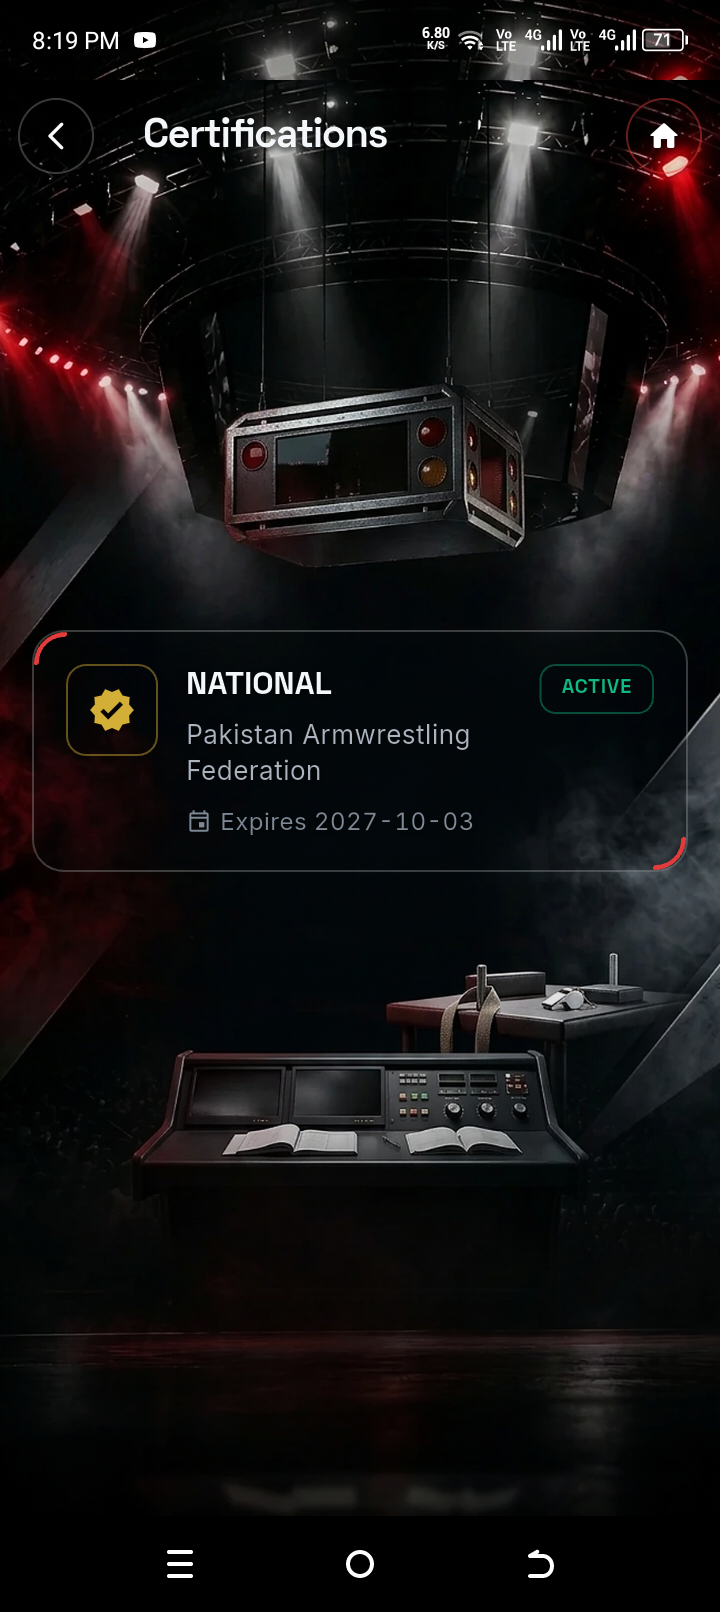 8:19 PM 6.80 K/S Vo LTE 4G Vo LTE 4G 71
Certifications
NATIONAL
ACTIVE
Pakistan Armwrestling
Federation
Expires 2027-10-03